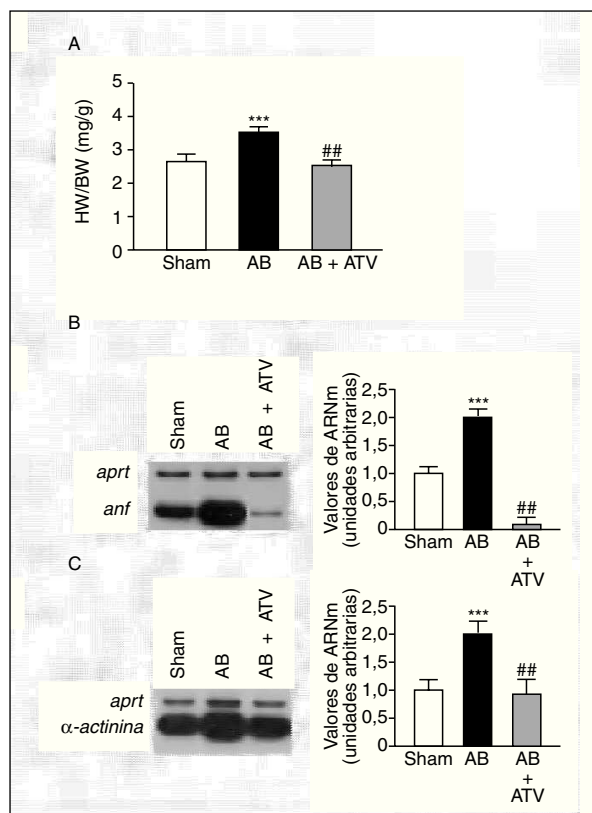 A
HW/BW (mg/g)
5
4
3
2
1
0
***
##
Sham AB AB + ATV
B
Sham
AB
AB + ATV
aprt
anf
Valores de ARNm
(unidades arbitrarias)
2,5
2,0
1,5
1,0
0,5
0
***
##
Sham AB AB
+
ATV
C
Sham
AB
AB + ATV
aprt
α-actinina
Valores de ARNm
(unidades arbitrarias)
2,5
2,0
1,5
1,0
1,0
0
***
##
Sham AB AB
+
ATV